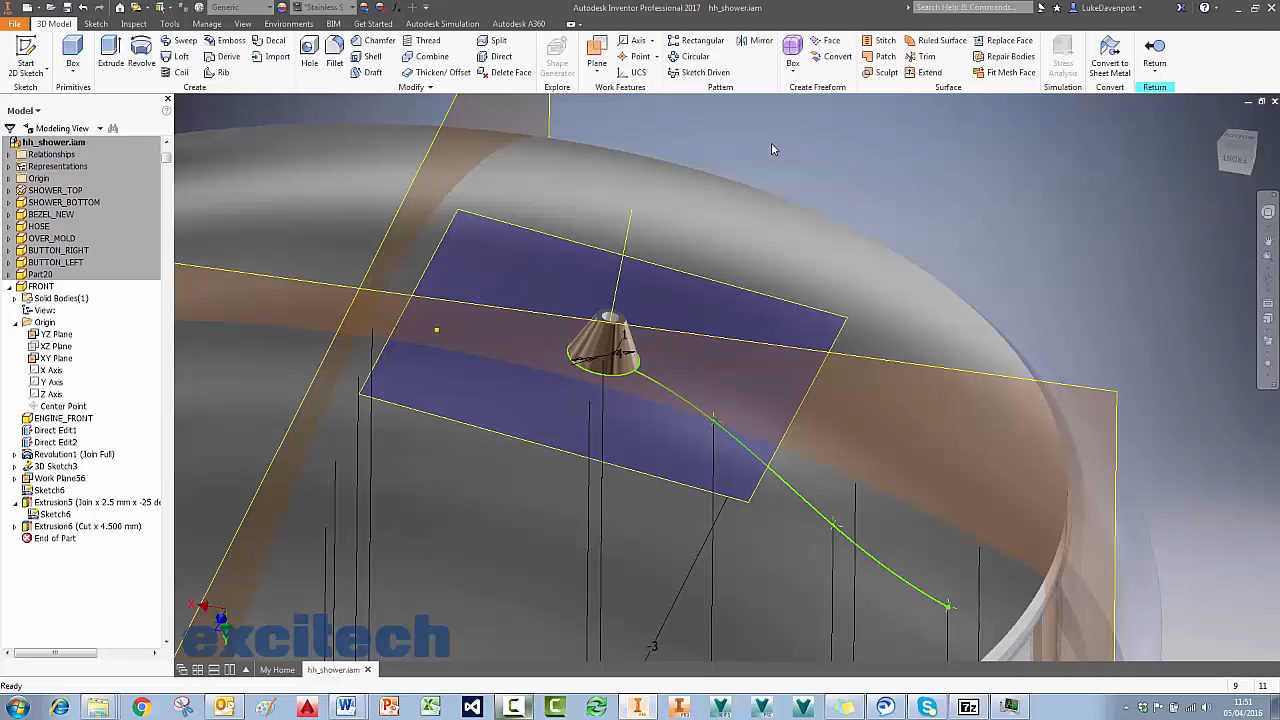 Generic
Stainless S
Autodesk Inventor Professional 2017 hh_shower.iam
Search Help & Commands...
LukeDavenport
File 3D Model Sketch Inspect Tools Manage View Environments BIM Get Started Autodesk Simulation Autodesk A360
Start
2D Sketch
Sketch
Box
Primitives
Extrude
Revolve
Sweep
Loft
Coil
Emboss
Derive
Rib
Decal
Import
Create
Hole
Fillet
Chamfer
Shell
Draft
Thread
Combine
Thicken/ Offset
Split
Direct
Delete Face
Modify
Shape
Generator
Explore
Plane
Axis
Point
UCS
Work Features
Rectangular
Circular
Sketch Driven
Mirror
Pattern
Box
Face
Convert
Create Freeform
Stitch
Patch
Sculpt
Ruled Surface
Trim
Extend
Replace Face
Repair Bodies
Fit Mesh Face
Surface
Stress
Analysis
Simulation
Convert to
Sheet Metal
Convert
Return
Return
Model
Modeling View
hh_shower.iam
Relationships
Representations
Origin
SHOWER_TOP
SHOWER_BOTTOM
BEZEL_NEW
HOSE
OVER_MOLD
BUTTON_RIGHT
BUTTON_LEFT
Part20
FRONT
Solid Bodies(1)
View:
Origin
YZ Plane
XZ Plane
XY Plane
X Axis
Y Axis
Z Axis
Center Point
ENGINE_FRONT
Direct Edit1
Direct Edit2
Revolution1 (Join Full)
3D Sketch3
Work Plane56
Sketch6
Extrusion5 (Join x 2.5 mm x -25 de
Sketch6
Extrusion6 (Cut x 4.500 mm)
End of Part
FRONT
X
Y
-3
excitech
My Home hh_shower.iam
Ready
9 11
11:51
05/04/2016